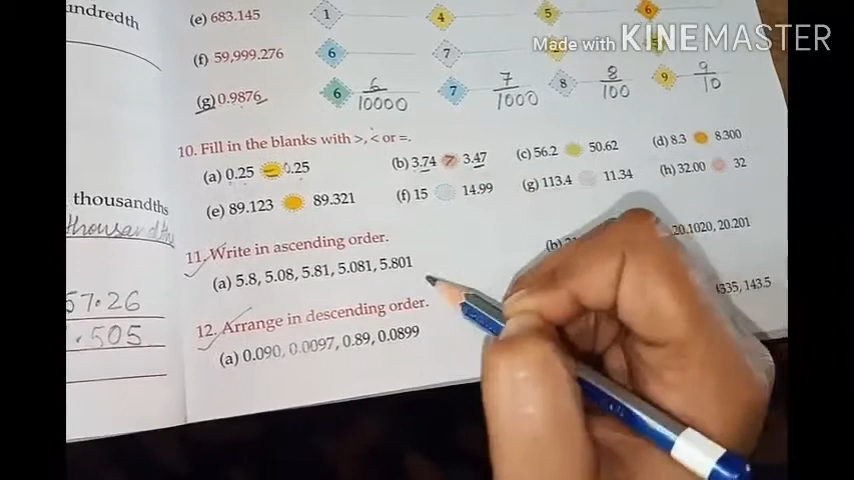 undredth
(e) 683.145
1
4
5
6
(f) 59,999.276
6
7
Made with KINEMASTER
(g) 0.9876
6 6/10000 7 7/1000 8 8/100 9 9/10
10. Fill in the blanks with >, < or =.
(a) 0.25 = 0.25 (b) 3.74 > 3.47 (c) 56.2 50.62 (d) 8.3 8.300
(e) 89.123 89.321 (f) 15 14.99 (g) 113.4 11.34 (h) 32.00 32
thousandths
thousandths
11. Write in ascending order.
(a) 5.8, 5.08, 5.81, 5.081, 5.801 (b) 20.1020, 20.201
57.26
.505
12. Arrange in descending order.
(a) 0.090, 0.0097, 0.89, 0.0899 143.5